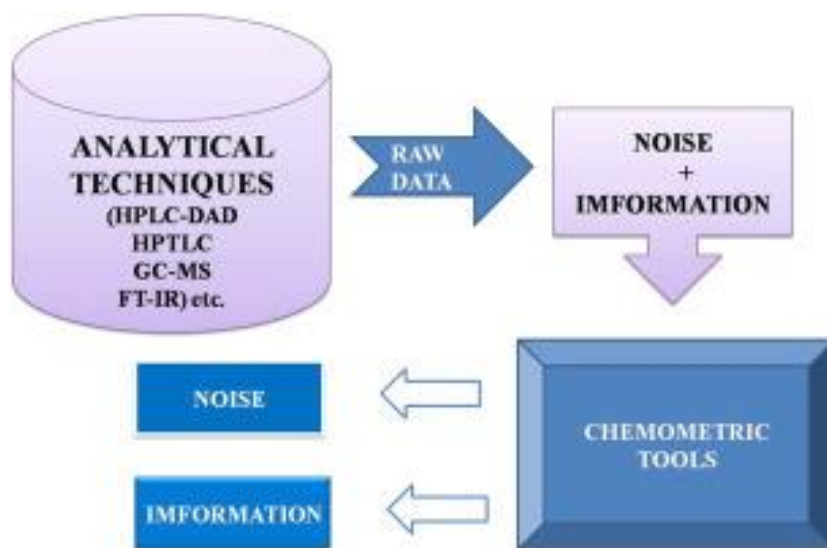 ANALYTICAL
TECHNIQUES
(HPLC-DAD
HPTLC
GC-MS
FT-IR) etc.
RAW
DATA
NOISE
+
IMFORMATION
CHEMOMETRIC
TOOLS
NOISE
IMFORMATION